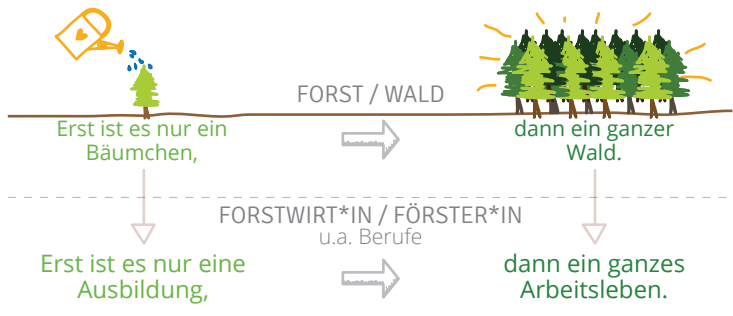 FORST / WALD
Erst ist es nur ein
Bäumchen,
dann ein ganzer
Wald.
FORSTWIRT*IN / FÖRSTER*IN
u.a. Berufe
Erst ist es nur eine
Ausbildung,
dann ein ganzes
Arbeitsleben.